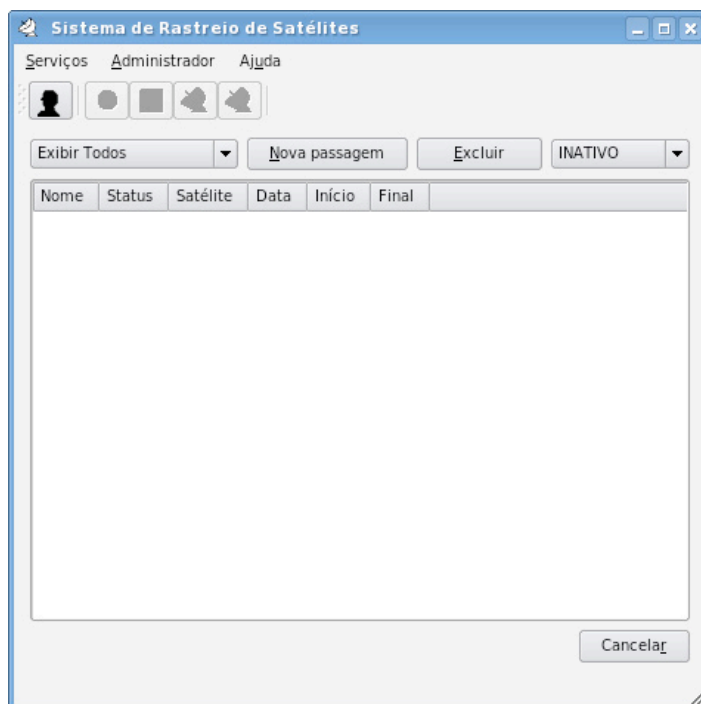 Sistema de Rastreio de Satélites
Serviços Administrador Ajuda
Exibir Todos Nova passagem Excluir INATIVO
Nome Status Satélite Data Início Final
Cancelar